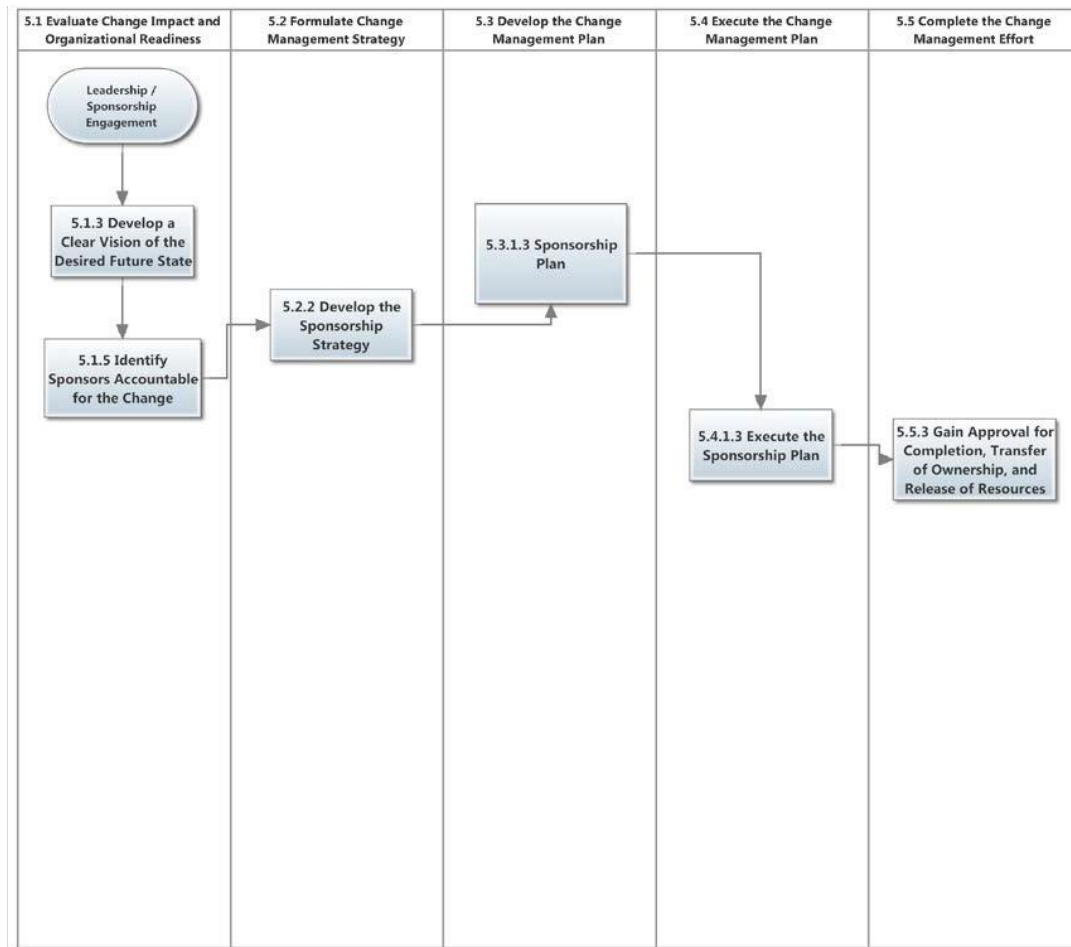 5.1 Evaluate Change Impact and
Organizational Readiness
5.2 Formulate Change
Management Strategy
5.3 Develop the Change
Management Plan
5.4 Execute the Change
Management Plan
5.5 Complete the Change
Management Effort
Leadership /
Sponsorship
Engagement
5.1.3 Develop a
Clear Vision of the
Desired Future State
5.1.5 Identify
Sponsors Accountable
for the Change
5.2.2 Develop the
Sponsorship
Strategy
5.3.1.3 Sponsorship
Plan
5.4.1.3 Execute the
Sponsorship Plan
5.5.3 Gain Approval for
Completion, Transfer
of Ownership, and
Release of Resources